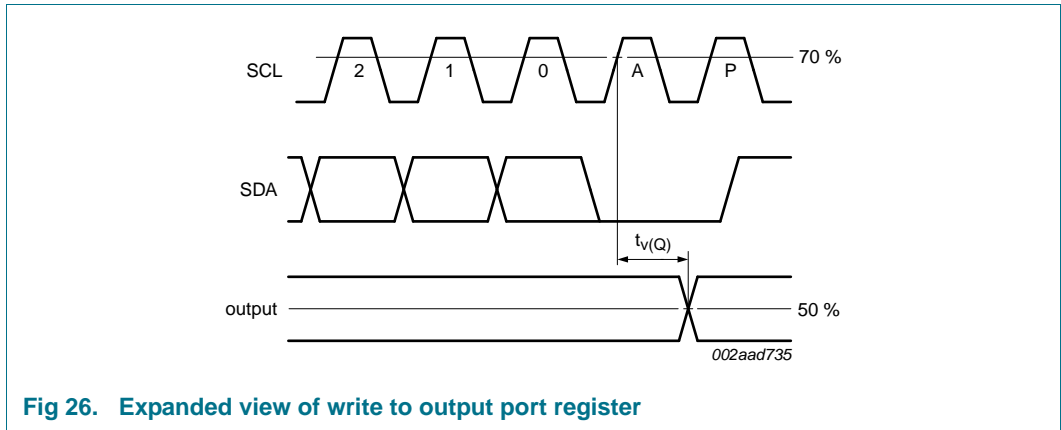 SCL 2 1 0 A P 70 %
SDA
tv(Q)
output 50 %
002aad735
Fig 26. Expanded view of write to output port register